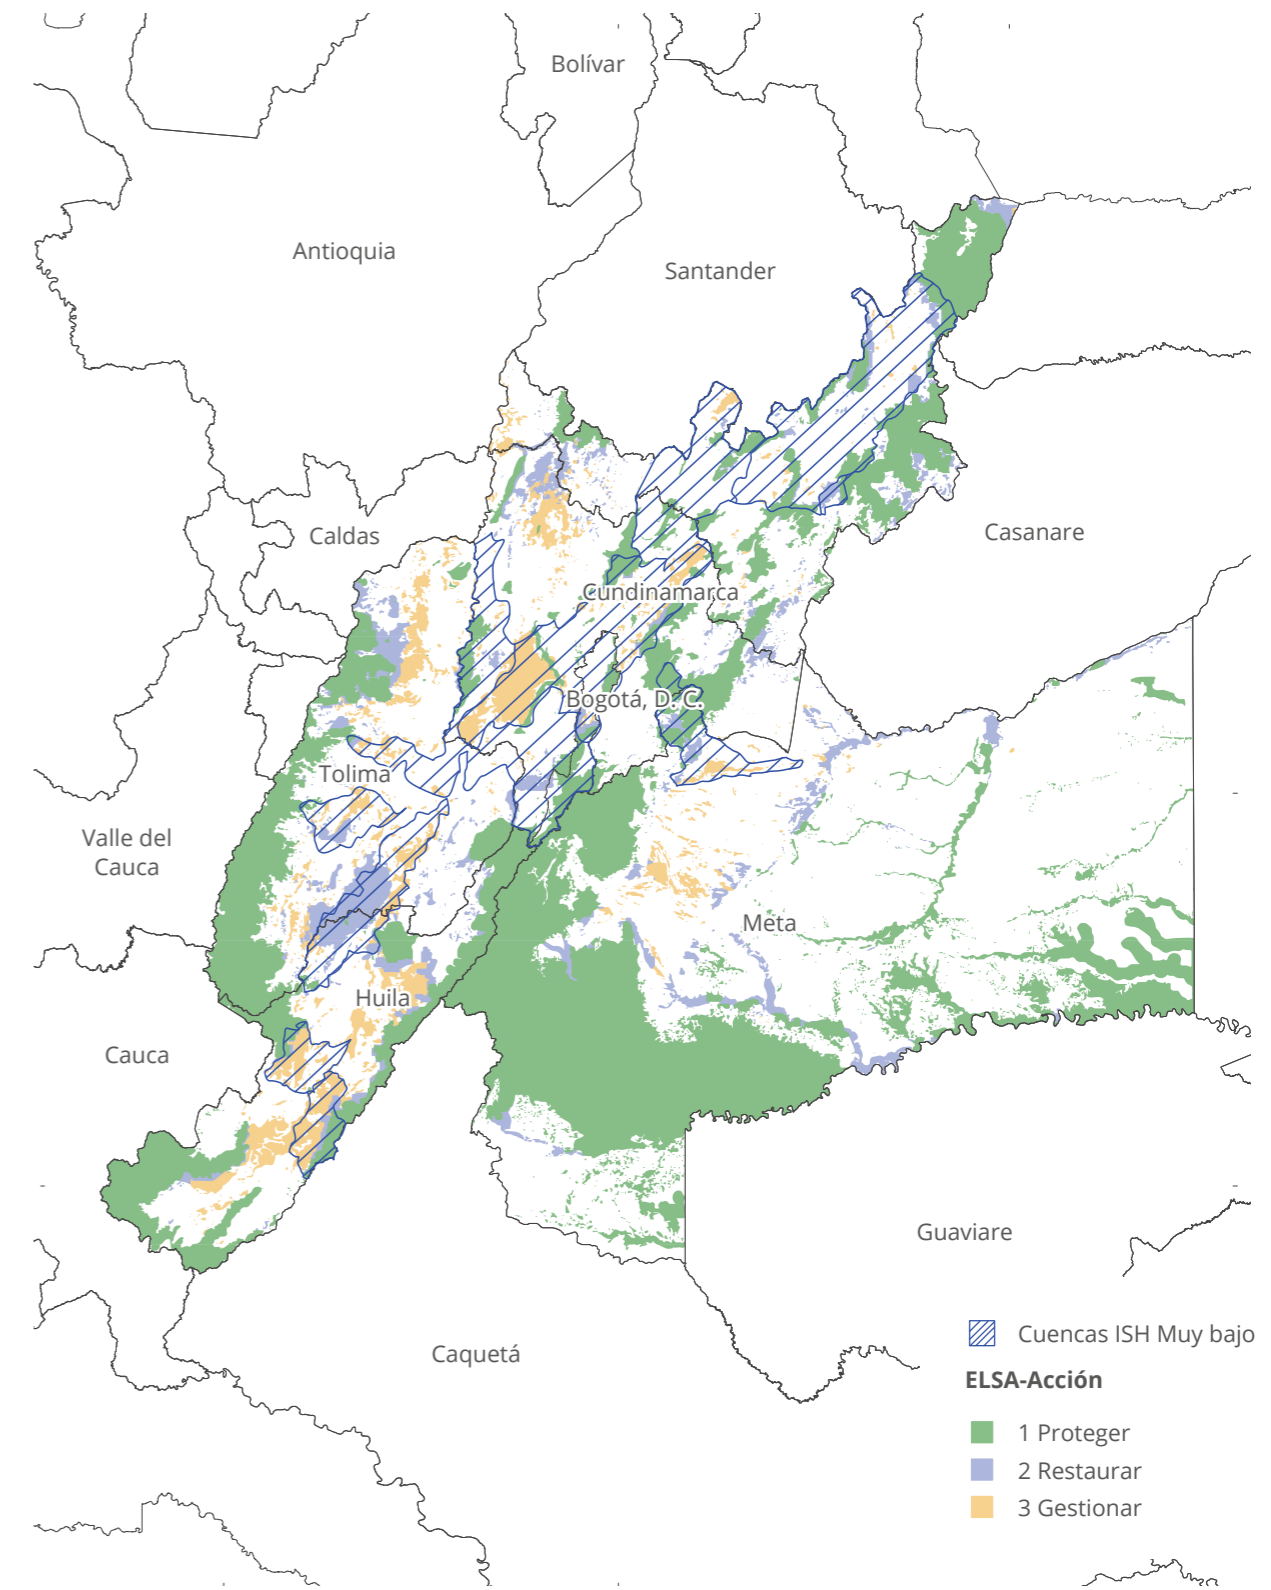 Bolívar
Antioquia
Santander
Caldas
Casanare
Cundinamarca
Bogotá, D. C.
Tolima
Valle del
Cauca
Meta
Huila
Cauca
Guaviare
Caquetá
Cuencas ISH Muy bajo
ELSA-Acción
1 Proteger
2 Restaurar
3 Gestionar